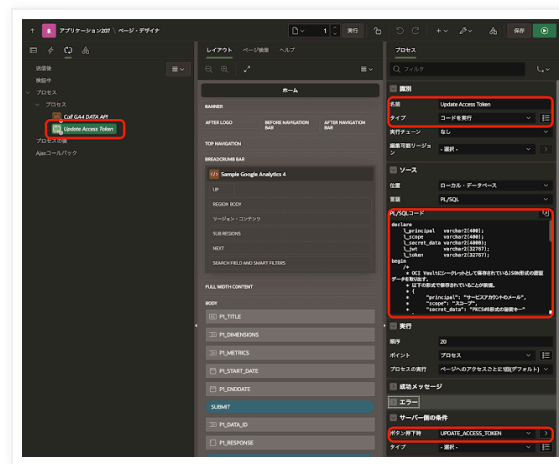 アプリケーション207 \ ページ・デザイナ
1
実行
保存
送信後
検証中
プロセス
プロセス
Call GA4 DATA API
Update Access Token
プロセスの後
Ajaxコールバック
レイアウト
ページ検索
ヘルプ
ホーム
BANNER
AFTER LOGO
BEFORE NAVIGATION BAR
AFTER NAVIGATION BAR
TOP NAVIGATION
BREADCRUMB BAR
Sample Google Analytics 4
UP
REGION BODY
リージョン・コンテンツ
SUB REGIONS
NEXT
SEARCH FIELD AND SMART FILTERS
FULL WIDTH CONTENT
BODY
P1_TITLE
P1_DIMENSIONS
P1_METRICS
P1_START_DATE
P1_ENDDATE
SUBMIT
P1_DATA_ID
P1_RESPONSE
プロセス
フィルタ
識別
名前 Update Access Token
タイプ コードを実行
実行チェーン なし
編集可能リージョン - 選択 -
ソース
位置 ローカル・データベース
言語 PL/SQL
PL/SQLコード
declare
l_principal varchar2(400);
l_scope varchar2(400);
l_secret_data varchar2(4000);
l_jwt varchar2(32767);
l_token varchar2(32767);
begin
/*
* OCI Vaultにシークレットとして保存されているJSON形式の認証
データを取り出す。
* 以下の形式で保存されていることが前提。
* {
* "principal": "サービスアカウントのメール",
* "scope": "スコープ",
* "secret_data": "PKCS#8形式の秘密キー"
実行
順序 20
ポイント プロセス
プロセスの実行 ページへのアクセスごとに1回(デフォルト)
成功メッセージ
エラー
サーバー側の条件
ボタン押下時 UPDATE_ACCESS_TOKEN
タイプ - 選択 -